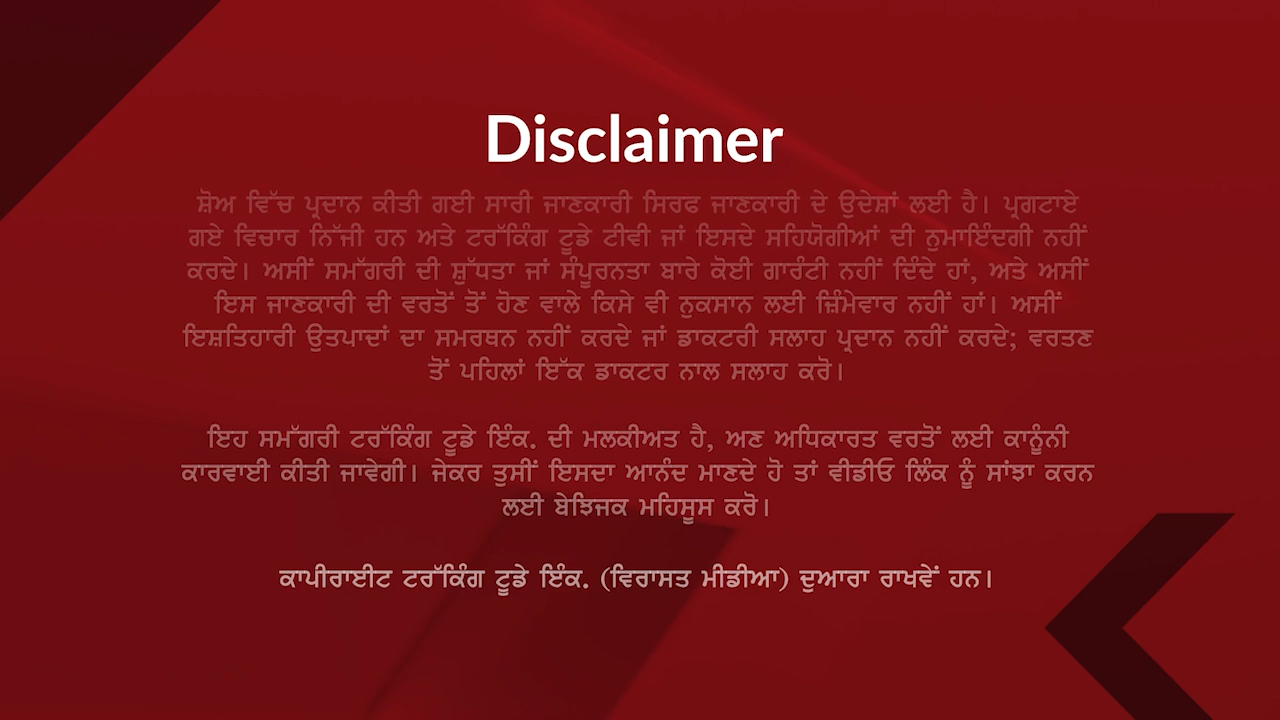 Disclaimer
ਸ਼ੋਅ ਵਿੱਚ ਪ੍ਰਦਾਨ ਕੀਤੀ ਗਈ ਸਾਰੀ ਜਾਣਕਾਰੀ ਸਿਰਫ ਜਾਣਕਾਰੀ ਦੇ ਉਦੇਸ਼ਾਂ ਲਈ ਹੈ। ਪ੍ਰਗਟਾਏ
ਗਏ ਵਿਚਾਰ ਨਿੱਜੀ ਹਨ ਅਤੇ ਟਰੱਕਿੰਗ ਟੂਡੇ ਟੀਵੀ ਜਾਂ ਇਸਦੇ ਸਹਿਯੋਗੀਆਂ ਦੀ ਨੁਮਾਇੰਦਗੀ ਨਹੀਂ
ਕਰਦੇ। ਅਸੀਂ ਸਮੱਗਰੀ ਦੀ ਸ਼ੁੱਧਤਾ ਜਾਂ ਸੰਪੂਰਨਤਾ ਬਾਰੇ ਕੋਈ ਗਾਰੰਟੀ ਨਹੀਂ ਦਿੰਦੇ ਹਾਂ, ਅਤੇ ਅਸੀਂ
ਇਸ ਜਾਣਕਾਰੀ ਦੀ ਵਰਤੋਂ ਤੋਂ ਹੋਣ ਵਾਲੇ ਕਿਸੇ ਵੀ ਨੁਕਸਾਨ ਲਈ ਜ਼ਿੰਮੇਵਾਰ ਨਹੀਂ ਹਾਂ। ਅਸੀਂ
ਇਸ਼ਤਿਹਾਰੀ ਉਤਪਾਦਾਂ ਦਾ ਸਮਰਥਨ ਨਹੀਂ ਕਰਦੇ ਜਾਂ ਡਾਕਟਰੀ ਸਲਾਹ ਪ੍ਰਦਾਨ ਨਹੀਂ ਕਰਦੇ; ਵਰਤਣ
ਤੋਂ ਪਹਿਲਾਂ ਇੱਕ ਡਾਕਟਰ ਨਾਲ ਸਲਾਹ ਕਰੋ।
ਇਹ ਸਮੱਗਰੀ ਟਰੱਕਿੰਗ ਟੂਡੇ ਇੰਕ. ਦੀ ਮਲਕੀਅਤ ਹੈ, ਅਣ ਅਧਿਕਾਰਤ ਵਰਤੋਂ ਲਈ ਕਾਨੂੰਨੀ
ਕਾਰਵਾਈ ਕੀਤੀ ਜਾਵੇਗੀ। ਜੇਕਰ ਤੁਸੀਂ ਇਸਦਾ ਆਨੰਦ ਮਾਣਦੇ ਹੋ ਤਾਂ ਵੀਡੀਓ ਲਿੰਕ ਨੂੰ ਸਾਂਝਾ ਕਰਨ
ਲਈ ਬੇਝਿਜਕ ਮਹਿਸੂਸ ਕਰੋ।
ਕਾਪੀਰਾਈਟ ਟਰੱਕਿੰਗ ਟੂਡੇ ਇੰਕ. (ਵਿਰਾਸਤ ਮੀਡੀਆ) ਦੁਆਰਾ ਰਾਖਵੇਂ ਹਨ।